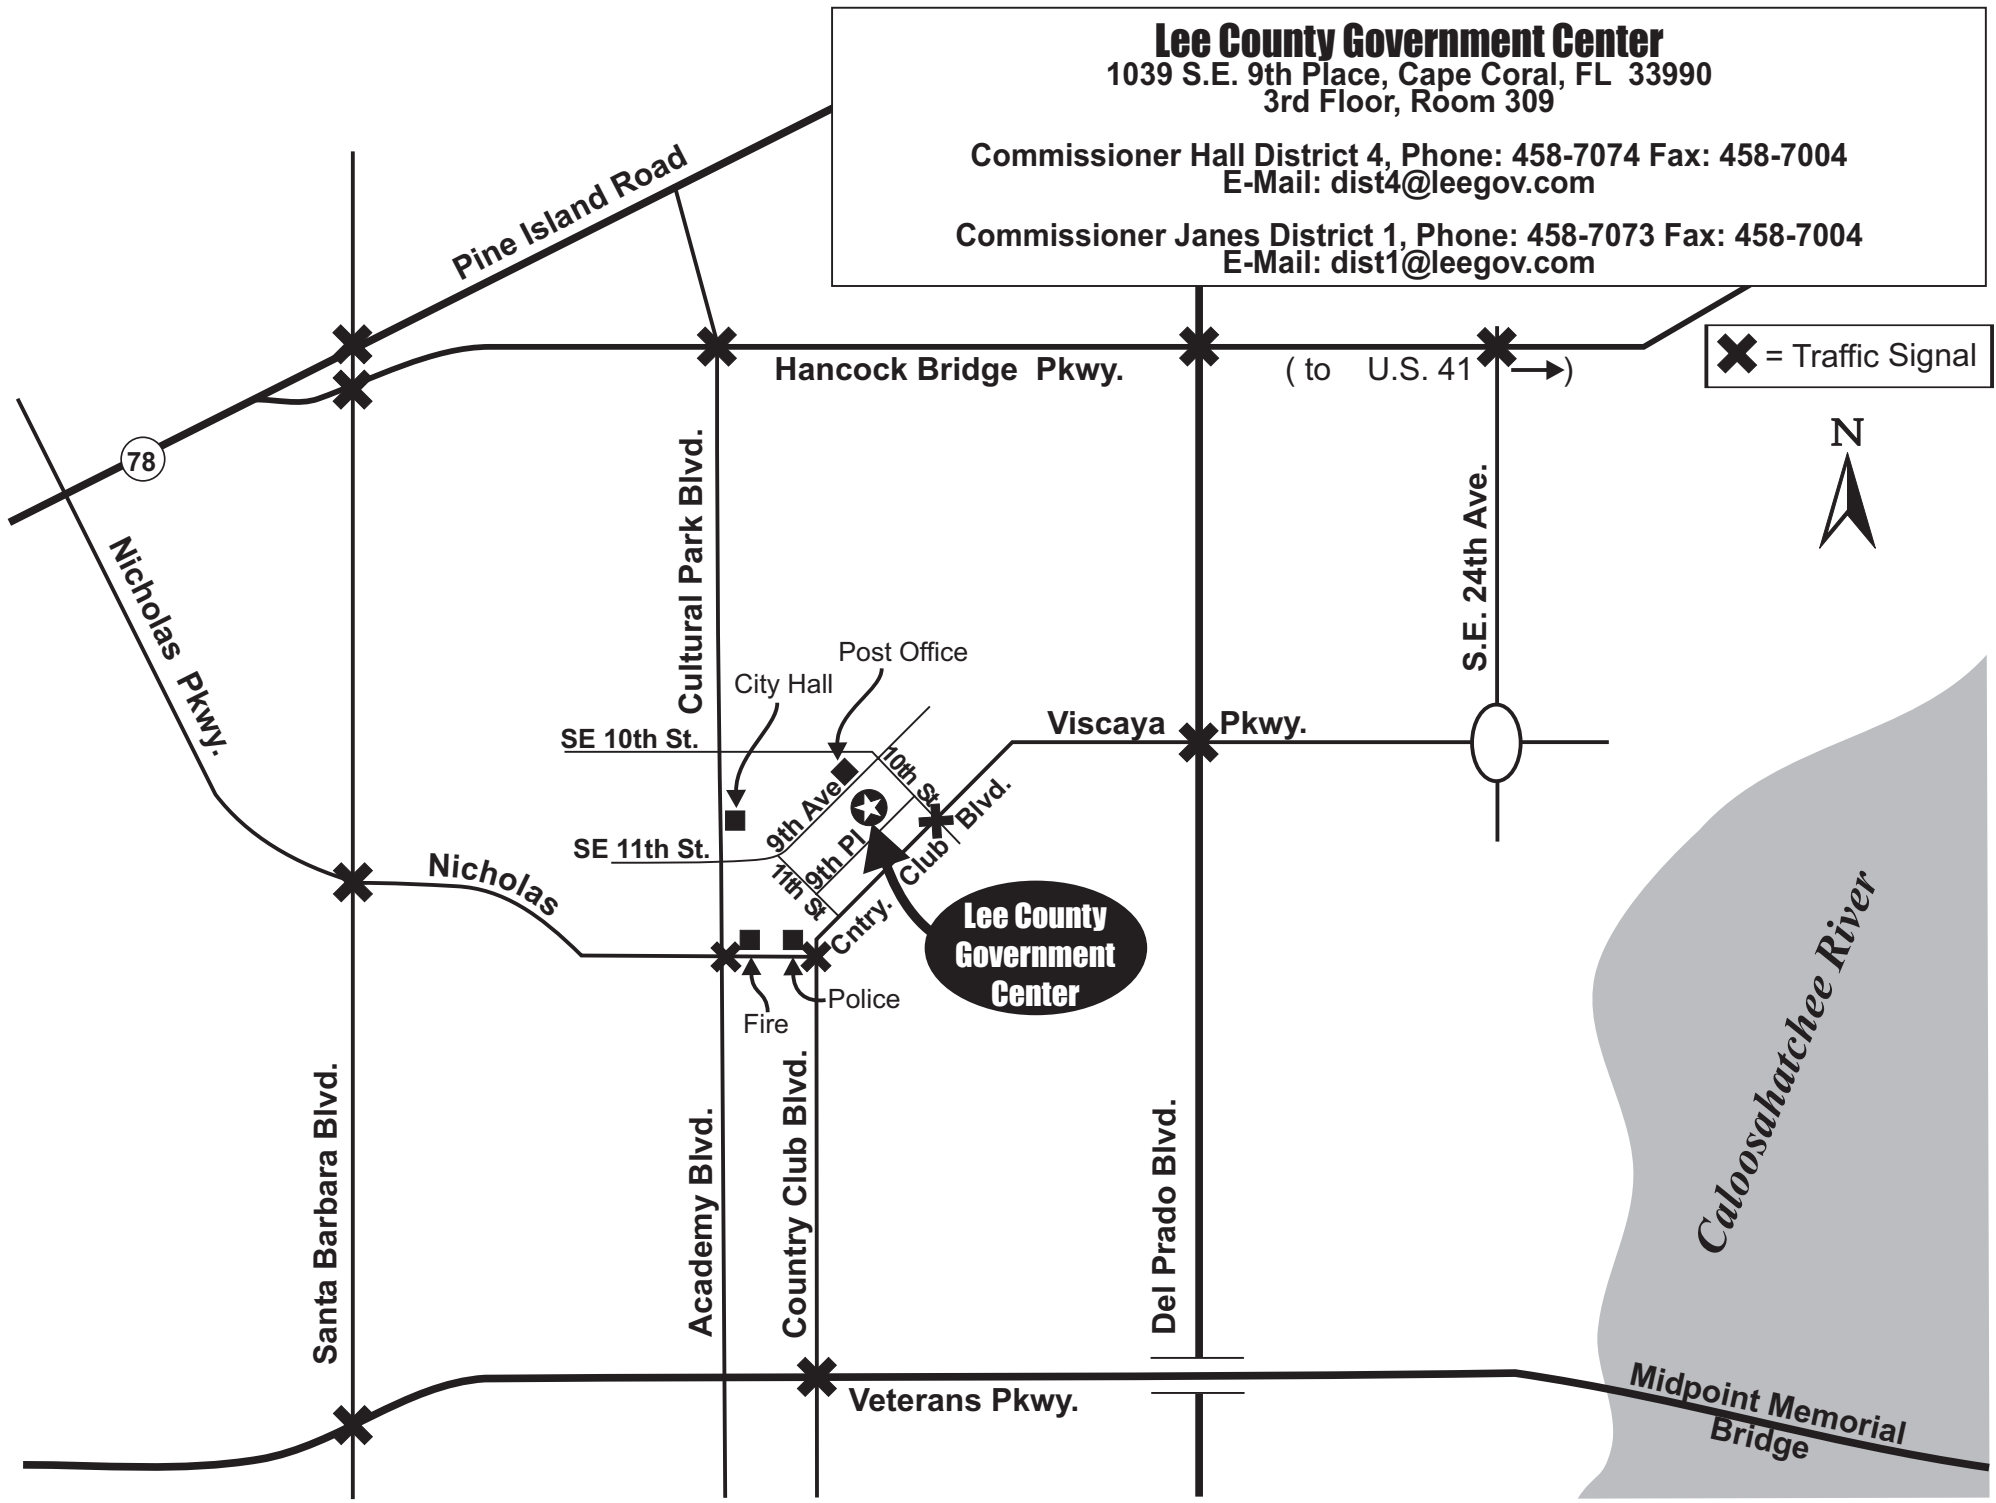 Lee County Government Center
1039 S.E. 9th Place, Cape Coral, FL 33990
3rd Floor, Room 309
Commissioner Hall District 4, Phone: 458-7074 Fax: 458-7004
E-Mail: dist4@leegov.com
Commissioner Janes District 1, Phone: 458-7073 Fax: 458-7004
E-Mail: dist1@leegov.com
Pine Island Road
= Traffic Signal
Hancock Bridge Pkwy.
( to U.S. 41 )
N
78
Nicholas Pkwy.
Cultural Park Blvd.
S.E. 24th Ave.
Post Office
City Hall
SE 10th St.
Viscaya Pkwy.
10th St
9th Ave
9th Pl
11th St
SE 11th St.
Cntry. Club Blvd.
Nicholas
Lee County
Government
Center
Police
Fire
Caloosahatchee River
Santa Barbara Blvd.
Academy Blvd.
Country Club Blvd.
Del Prado Blvd.
Veterans Pkwy.
Midpoint Memorial
Bridge